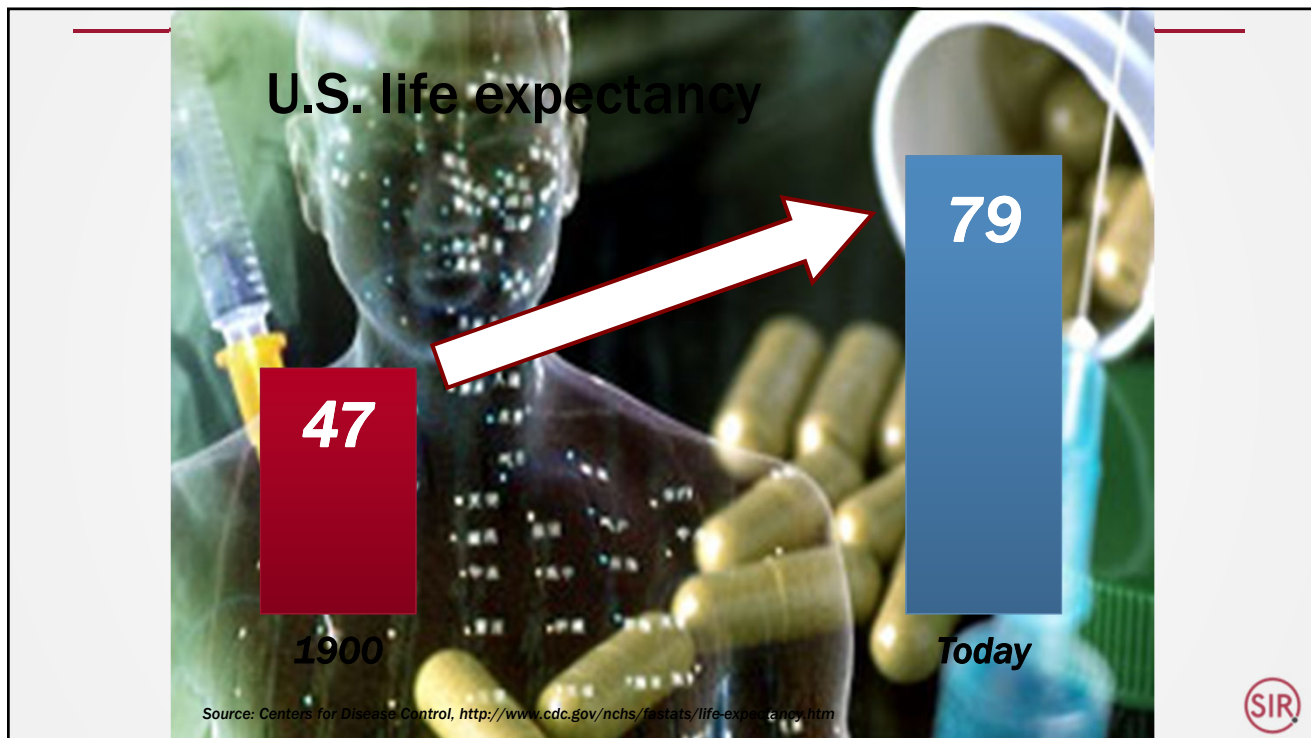 U.S. life expectancy
79
47
1900
Today
Source: Centers for Disease Control, http://www.cdc.gov/nchs/fastats/life-expectancy.htm
SIR